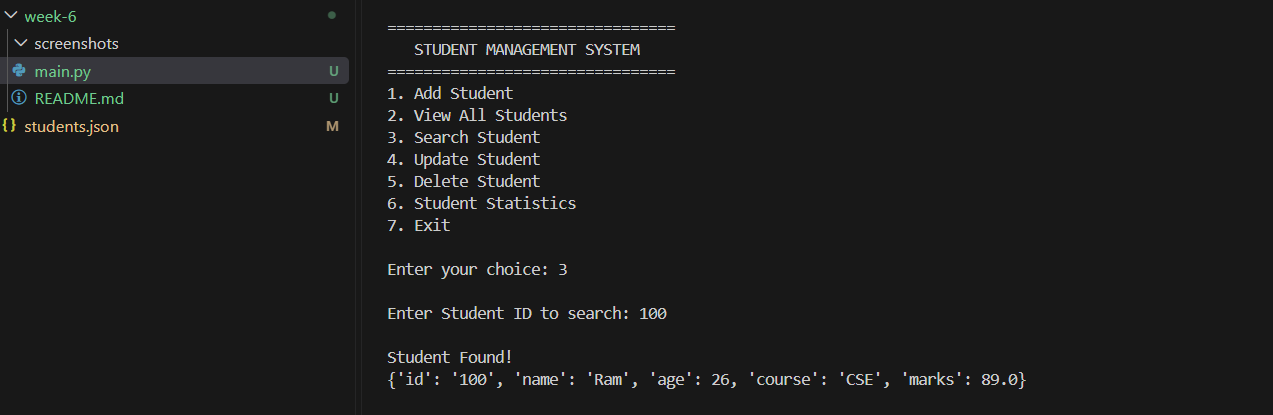 week-6
screenshots
main.py U
README.md U
{} students.json M
===============================
STUDENT MANAGEMENT SYSTEM
===============================
1. Add Student
2. View All Students
3. Search Student
4. Update Student
5. Delete Student
6. Student Statistics
7. Exit
Enter your choice: 3
Enter Student ID to search: 100
Student Found!
{'id': '100', 'name': 'Ram', 'age': 26, 'course': 'CSE', 'marks': 89.0}